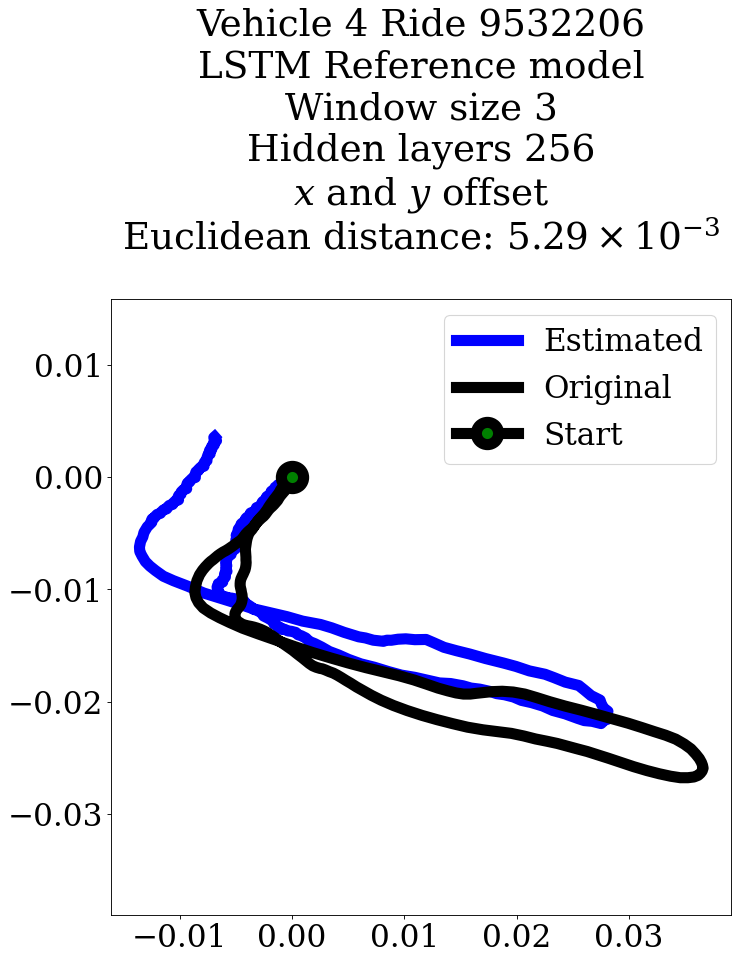 Vehicle 4 Ride 9532206
LSTM Reference model
Window size 3
Hidden layers 256
x and y offset
Euclidean distance: 5.29 × 10⁻³
Estimated
Original
Start
0.01
0.00
−0.01
−0.02
−0.03
−0.01 0.00 0.01 0.02 0.03